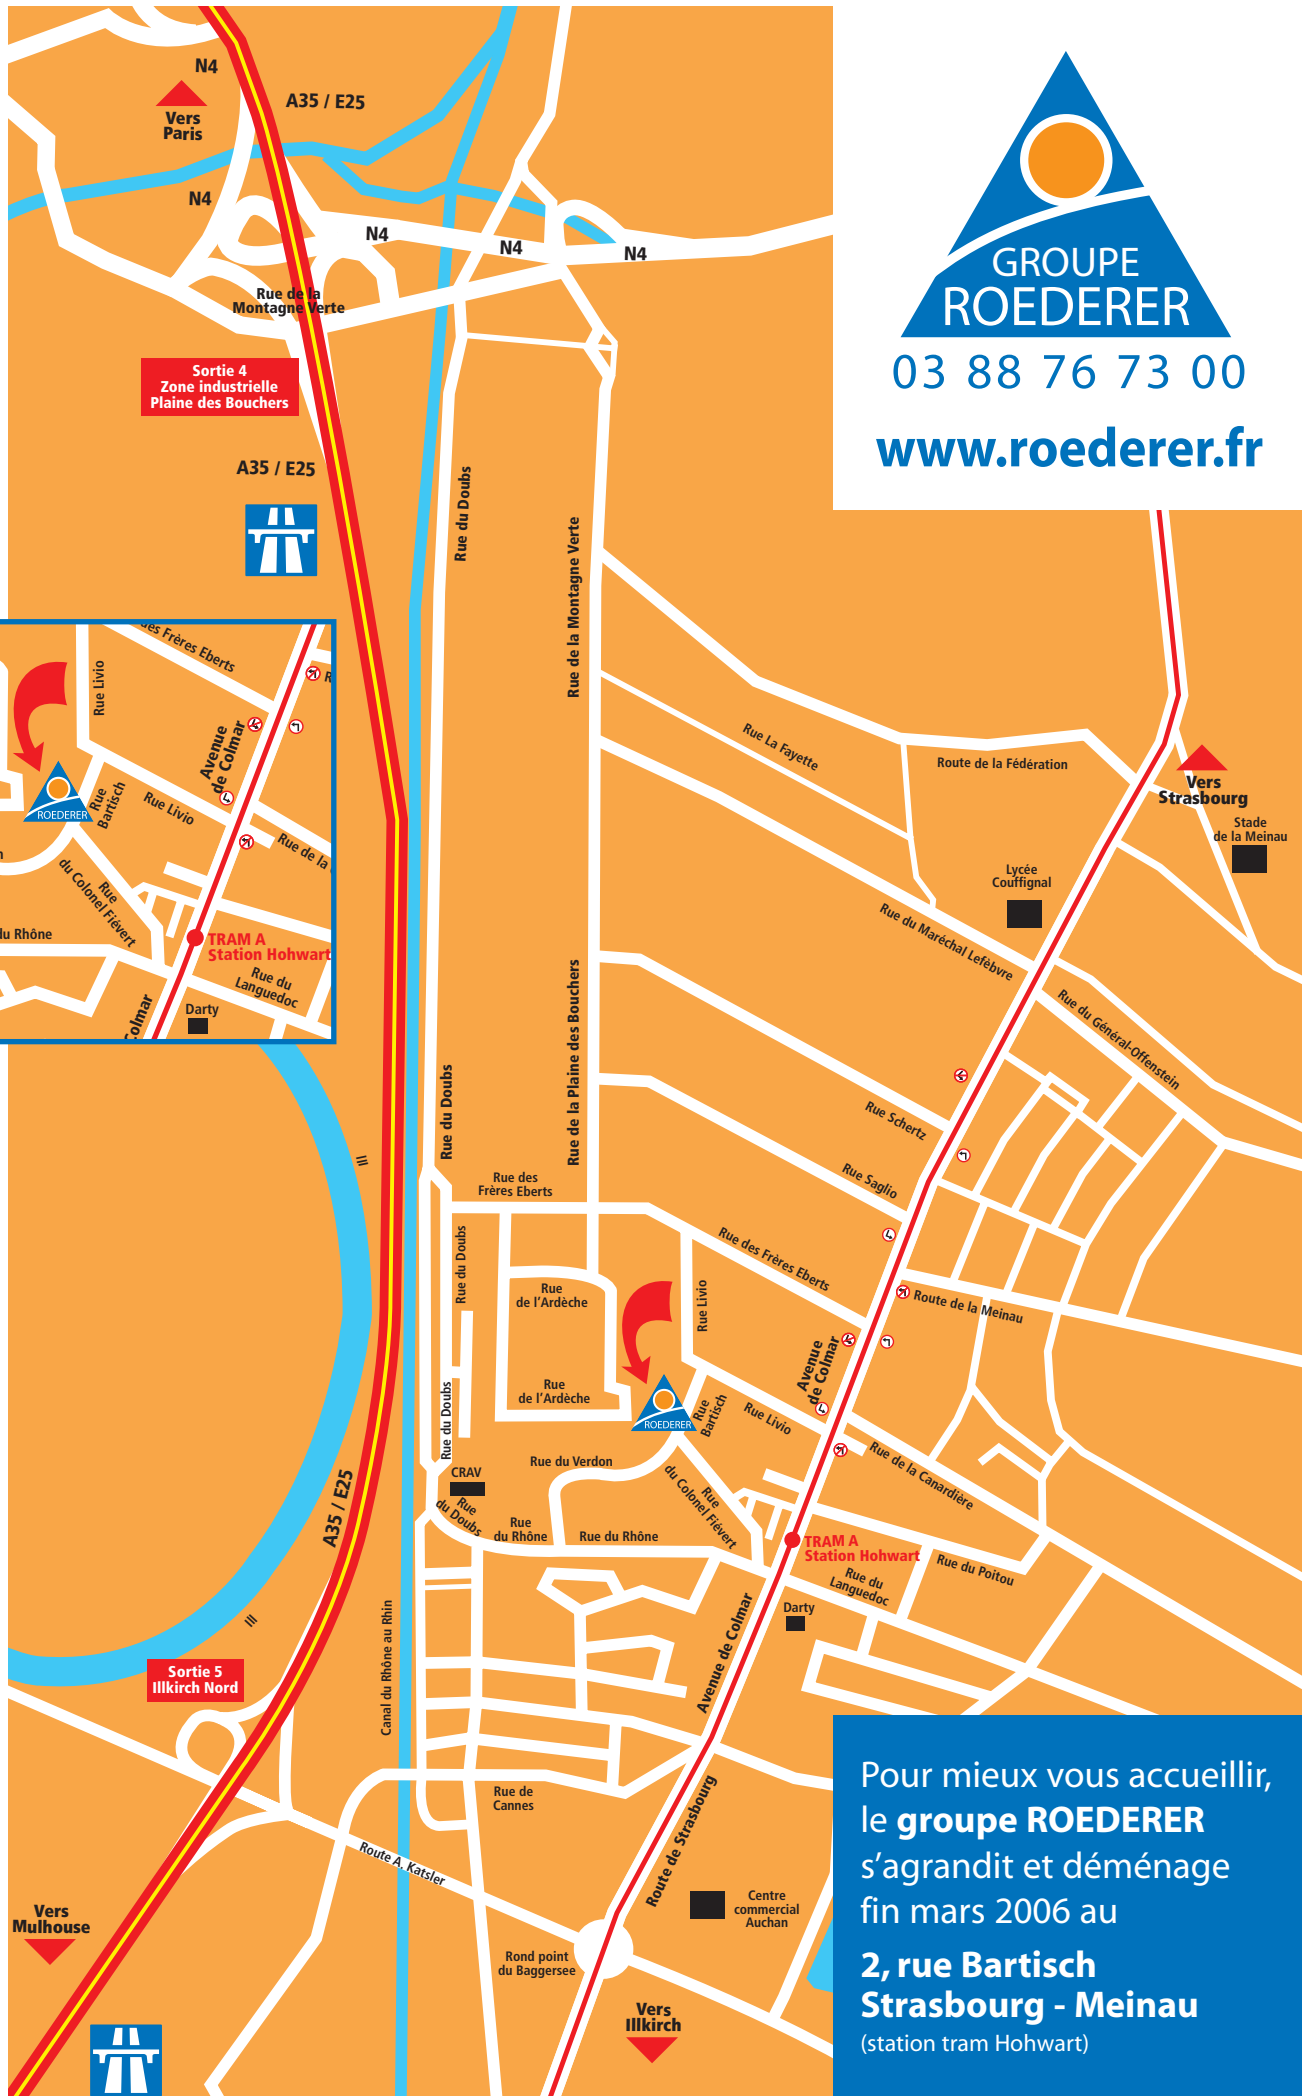 N4
A35 / E25
Vers
Paris
N4
N4
N4
N4
Rue de la
Montagne Verte
Sortie 4
Zone industrielle
Plaine des Bouchers
A35 / E25
GROUPE
ROEDERER
03 88 76 73 00
www.roederer.fr
Rue du Doubs
Rue de la Montagne Verte
des Frères Eberts
Rue Livio
R
Avenue
de Colmar
Rue
Bartisch
Rue Livio
ROEDERER
Rue de la
Rue
du Colonel Fiévert
du Rhône
TRAM A
Station Hohwart
Rue du
Languedoc
Colmar
Darty
Rue La Fayette
Route de la Fédération
Vers
Strasbourg
Stade
de la Meinau
Lycée
Couffignal
Rue du Maréchal Lefèbvre
Rue du Général-Offenstein
Rue de la Plaine des Bouchers
Rue du Doubs
Ill
Rue Schertz
Rue Saglio
Rue des
Frères Eberts
Rue du Doubs
Rue des Frères Eberts
Rue
de l'Ardèche
Rue Livio
Route de la Meinau
Avenue
de Colmar
Rue
de l'Ardèche
Rue du Doubs
ROEDERER
Rue
Bartisch
Rue Livio
Rue de la Canardière
Rue du Verdon
CRAV
Rue
du Doubs
Rue
du Colonel Fiévert
Rue
du Rhône
Rue du Rhône
A35 / E25
TRAM A
Station Hohwart
Rue du Poitou
Rue du
Languedoc
Darty
Ill
Canal du Rhône au Rhin
Avenue de Colmar
Sortie 5
Illkirch Nord
Rue de
Cannes
Route de Strasbourg
Route A. Katsler
Centre
commercial
Auchan
Vers
Mulhouse
Rond point
du Baggersee
Vers
Illkirch
Pour mieux vous accueillir,
le groupe ROEDERER
s'agrandit et déménage
fin mars 2006 au
2, rue Bartisch
Strasbourg - Meinau
(station tram Hohwart)